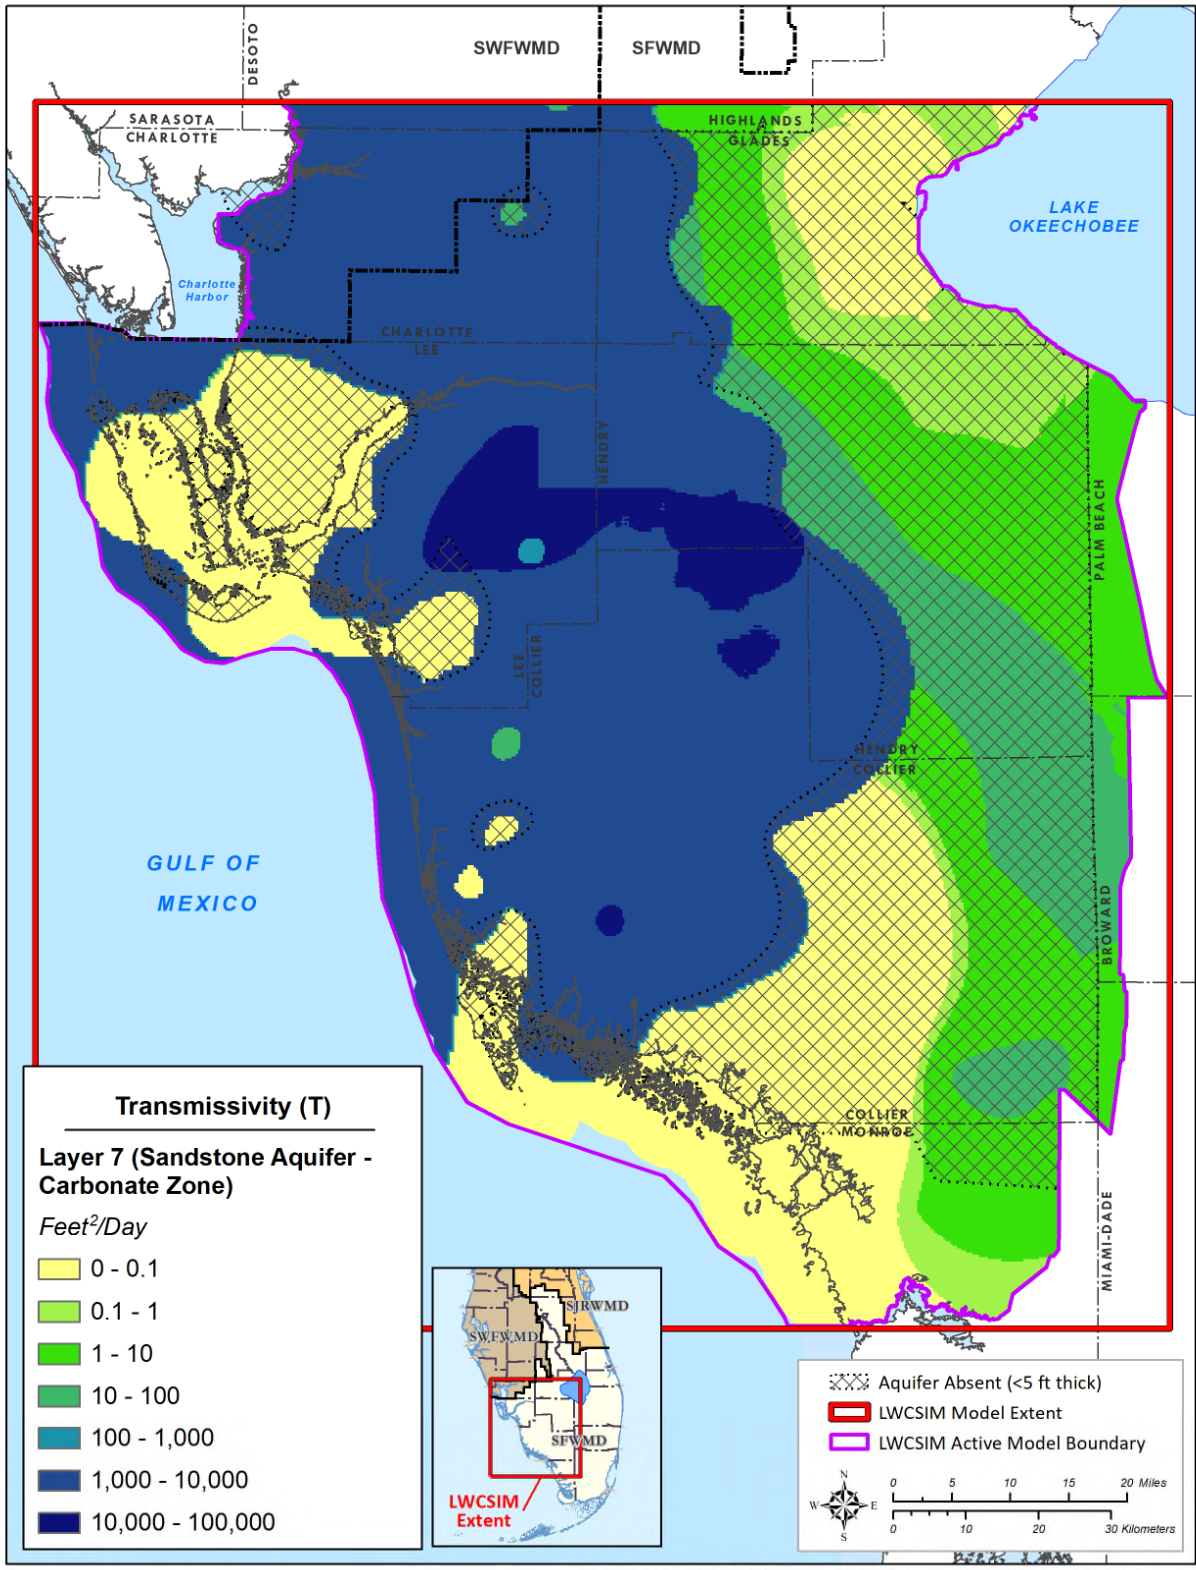 DESOTO
SWFWMD
SFWMD
SARASOTA
CHARLOTTE
HIGHLANDS
GLADES
LAKE
OKEECHOBEE
Charlotte
Harbor
CHARLOTTE
LEE
HENDRY
PALM BEACH
LEE
COLLIER
HENDRY
COLLIER
GULF OF
MEXICO
BROWARD
COLLIER
MONROE
MIAMI-DADE
Transmissivity (T)
Layer 7 (Sandstone Aquifer -
Carbonate Zone)
Feet²/Day
0 - 0.1
0.1 - 1
1 - 10
10 - 100
100 - 1,000
1,000 - 10,000
10,000 - 100,000
SJRWMD
SWFWMD
SFWMD
LWCSIM
Extent
Aquifer Absent (<5 ft thick)
LWCSIM Model Extent
LWCSIM Active Model Boundary
N
W E
S
0 5 10 15 20 Miles
0 10 20 30 Kilometers